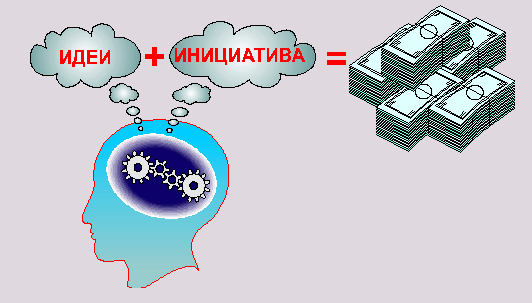 ИДЕИ + ИНИЦИАТИВА =